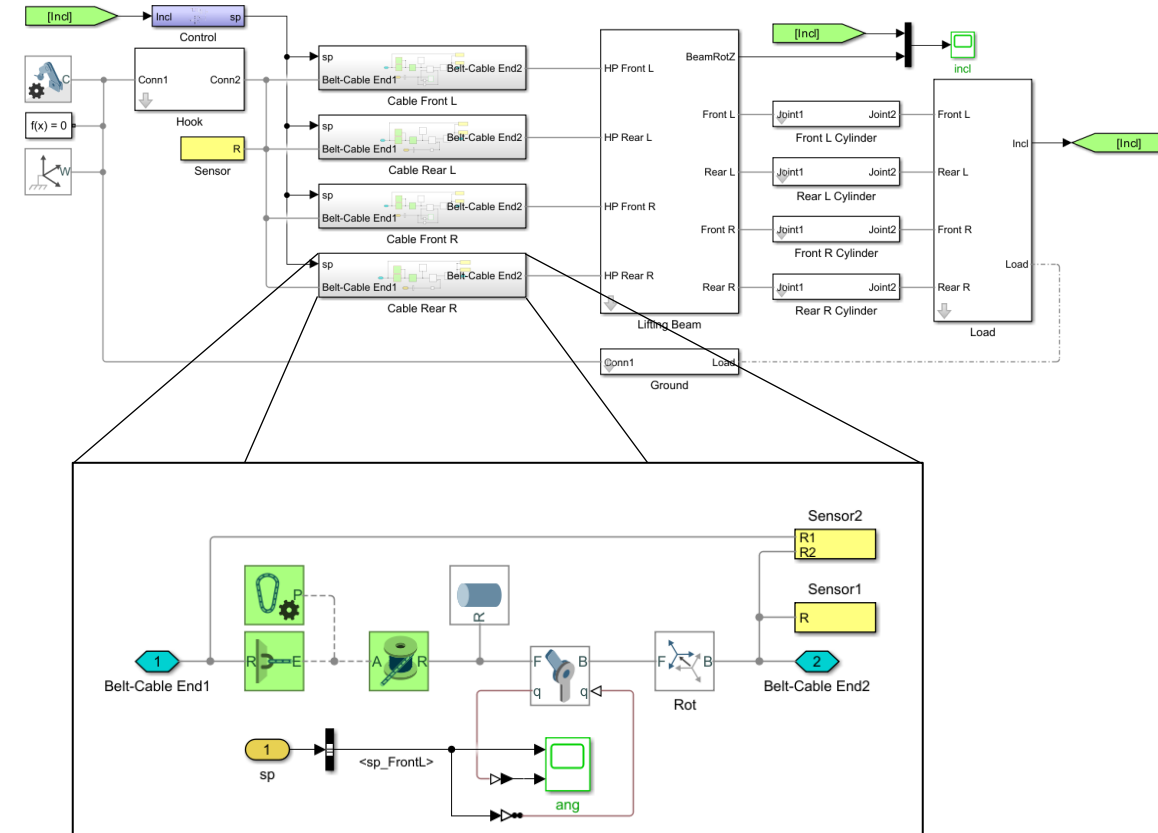 [Incl]
Incl sp
Control
[Incl]
incl
C
f(x) = 0
W
Conn1 Conn2
Hook
R
Sensor
sp
Belt-Cable End1 Belt-Cable End2
Cable Front L
sp
Belt-Cable End1 Belt-Cable End2
Cable Rear L
sp
Belt-Cable End1 Belt-Cable End2
Cable Front R
sp
Belt-Cable End1 Belt-Cable End2
Cable Rear R
BeamRotZ
HP Front L
Front L
HP Rear L
Rear L
HP Front R
Front R
HP Rear R
Rear R
Lifting Beam
Joint1 Joint2
Front L Cylinder
Joint1 Joint2
Rear L Cylinder
Joint1 Joint2
Front R Cylinder
Joint1 Joint2
Rear R Cylinder
Front L
Incl
Rear L
Front R
Load
Rear R
Load
[Incl]
Conn1 Load
Ground
Sensor2
R1
R2
Sensor1
R
P
R
1
Belt-Cable End1
R E
A R
F B
q q
F B
Rot
2
Belt-Cable End2
1
sp
<sp_FrontL>
ang